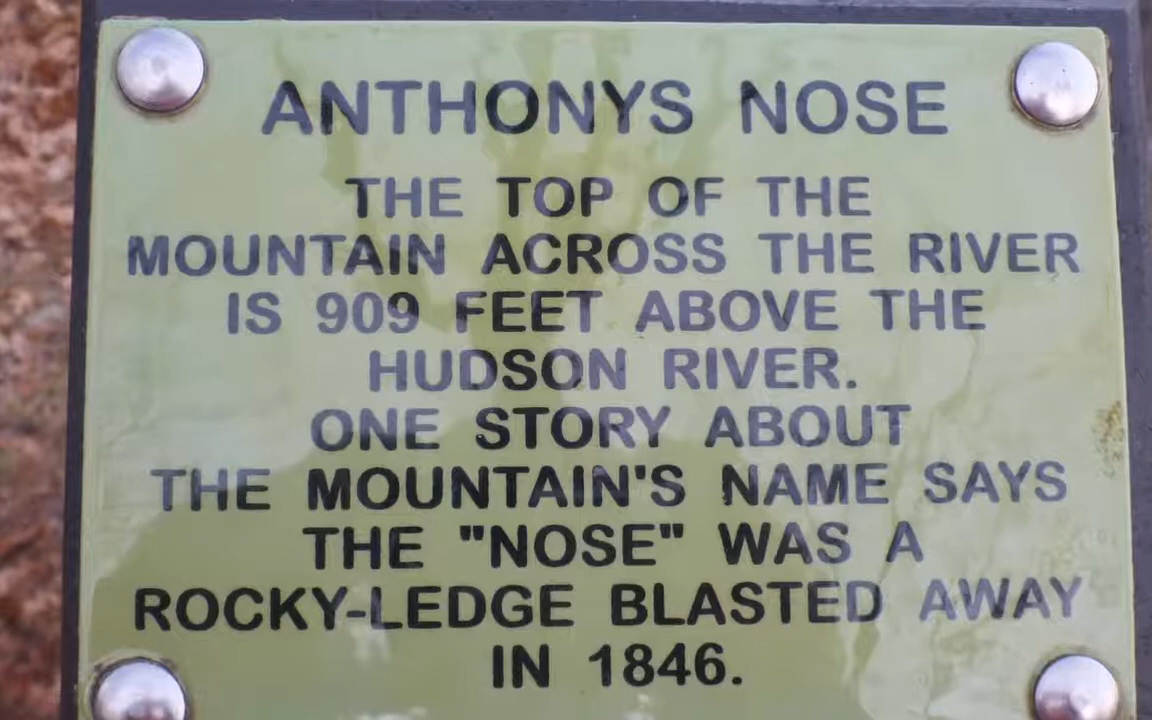 ANTHONYS NOSE
THE TOP OF THE
MOUNTAIN ACROSS THE RIVER
IS 909 FEET ABOVE THE
HUDSON RIVER.
ONE STORY ABOUT
THE MOUNTAIN'S NAME SAYS
THE "NOSE" WAS A
ROCKY-LEDGE BLASTED AWAY
IN 1846.